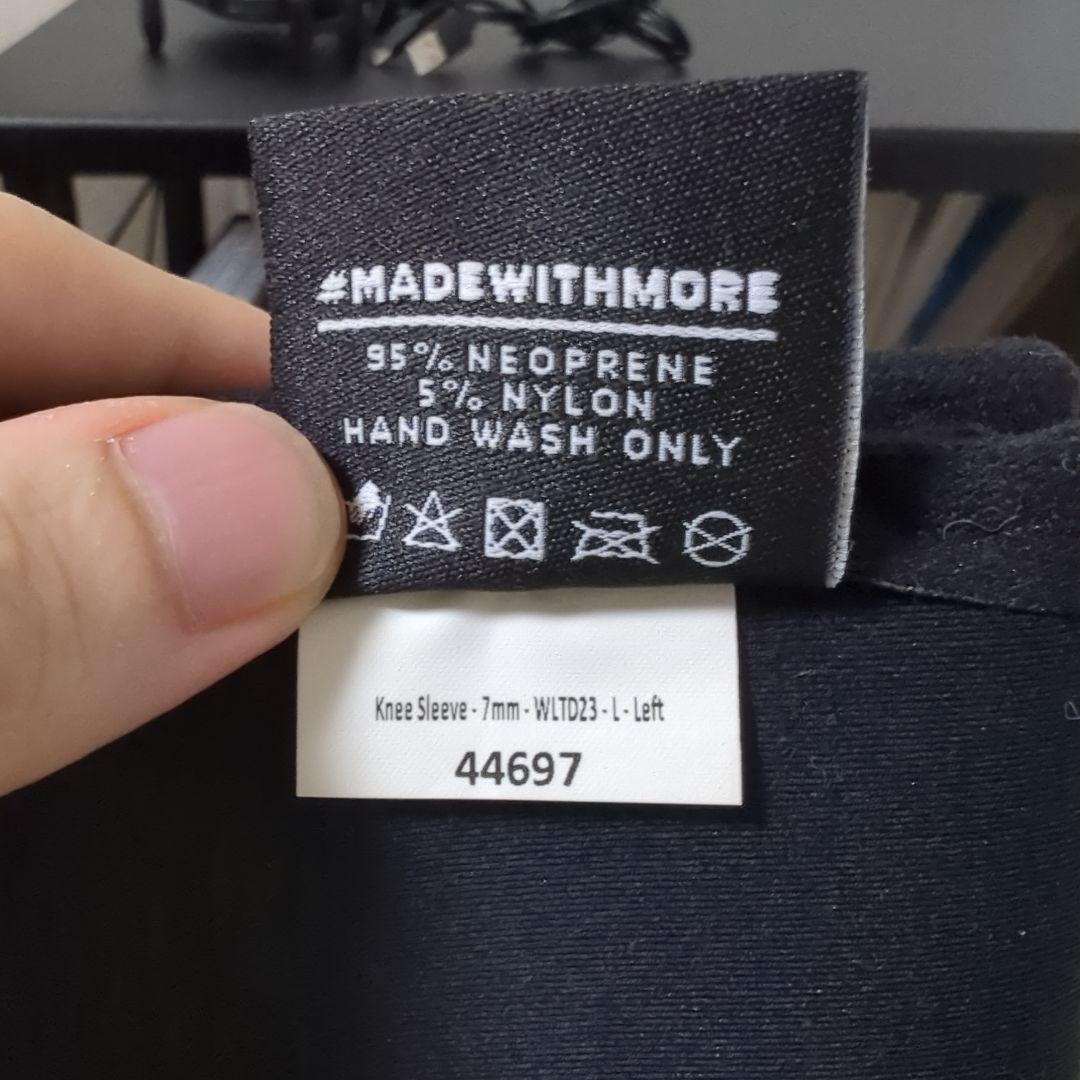 #MADEWITHMORE
95% NEOPRENE
5% NYLON
HAND WASH ONLY
Knee Sleeve - 7mm - WLTD23 - L - Left
44697